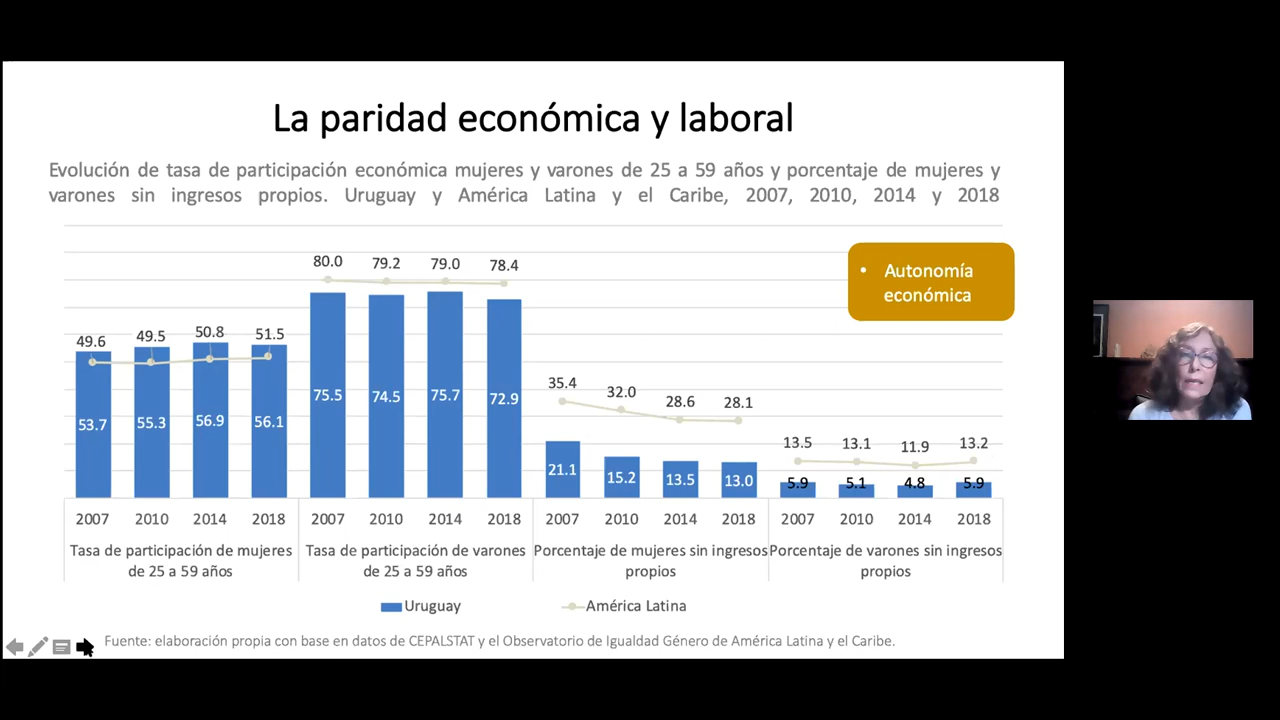 La paridad económica y laboral
Evolución de tasa de participación económica mujeres y varones de 25 a 59 años y porcentaje de mujeres y
varones sin ingresos propios. Uruguay y América Latina y el Caribe, 2007, 2010, 2014 y 2018
• Autonomía
económica
80.0 79.2 79.0 78.4
49.6 49.5 50.8 51.5
35.4 32.0 28.6 28.1
13.5 13.1 11.9 13.2
53.7 55.3 56.9 56.1
75.5 74.5 75.7 72.9
21.1 15.2 13.5 13.0
5.9 5.1 4.8 5.9
2007 2010 2014 2018 2007 2010 2014 2018 2007 2010 2014 2018 2007 2010 2014 2018
Tasa de participación de mujeres
de 25 a 59 años
Tasa de participación de varones
de 25 a 59 años
Porcentaje de mujeres sin ingresos
propios
Porcentaje de varones sin ingresos
propios
Uruguay
América Latina
Fuente: elaboración propia con base en datos de CEPALSTAT y el Observatorio de Igualdad Género de América Latina y el Caribe.